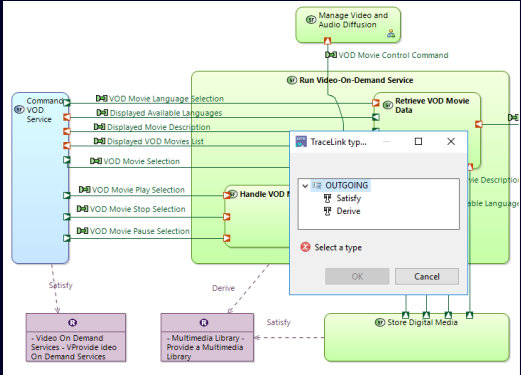 Manage Video and
Audio Diffusion
VOD Movie Control Command
Run Video-On-Demand Service
Command
VOD
Service
VOD Movie Language Selection
Displayed Available Languages
Displayed Movie Description
Displayed VOD Movies List
VOD Movie Selection
VOD Movie Play Selection
VOD Movie Stop Selection
VOD Movie Pause Selection
Retrieve VOD Movie
Data
Handle VOD M
TraceLink typ...
OUTGOING
Satisfy
Derive
Select a type
OK
Cancel
vie Description
able Language
Satisfy
Derive
Satisfy
- Video On Demand
Services - VProvide ideo
On Demand Services
- Multimedia Library -
Provide a Multimedia
Library
Store Digital Media